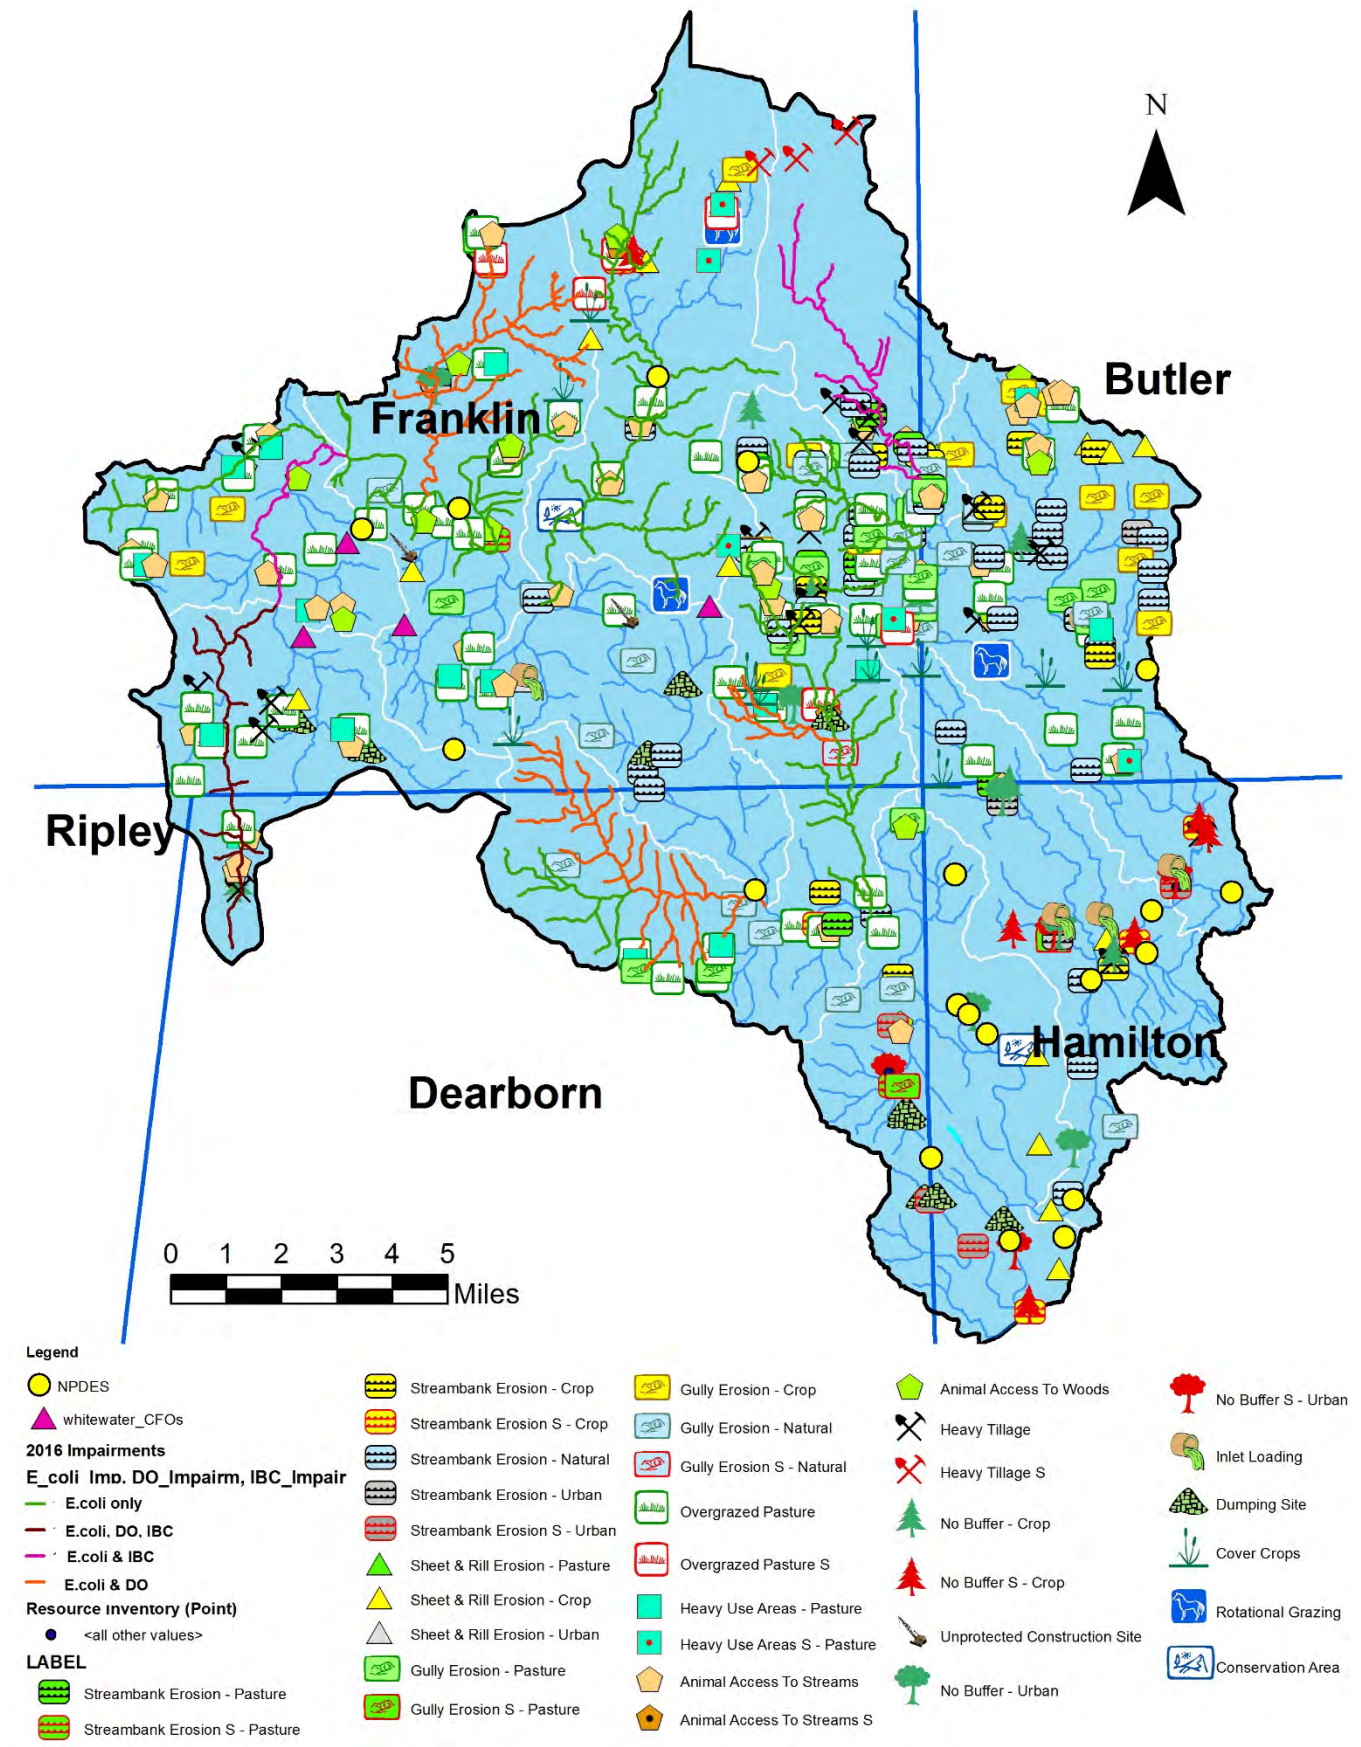 N
Butler
Franklin
Ripley
Hamilton
Dearborn
0 1 2 3 4 5
Miles
Legend
NPDES
whitewater_CFOs
2016 Impairments
E_coli_Imp, DO_Impairm, IBC_Impair
E.coli only
E.coli, DO, IBC
E.coli & IBC
E.coli & DO
Resource Inventory (Point)
<all other values>
LABEL
Streambank Erosion - Pasture
Streambank Erosion S - Pasture
Streambank Erosion - Crop
Streambank Erosion S - Crop
Streambank Erosion - Natural
Streambank Erosion - Urban
Streambank Erosion S - Urban
Sheet & Rill Erosion - Pasture
Sheet & Rill Erosion - Crop
Sheet & Rill Erosion - Urban
Gully Erosion - Pasture
Gully Erosion S - Pasture
Gully Erosion - Crop
Gully Erosion - Natural
Gully Erosion S - Natural
Overgrazed Pasture
Overgrazed Pasture S
Heavy Use Areas - Pasture
Heavy Use Areas S - Pasture
Animal Access To Streams
Animal Access To Streams S
Animal Access To Woods
Heavy Tillage
Heavy Tillage S
No Buffer - Crop
No Buffer S - Crop
Unprotected Construction Site
No Buffer - Urban
No Buffer S - Urban
Inlet Loading
Dumping Site
Cover Crops
Rotational Grazing
Conservation Area